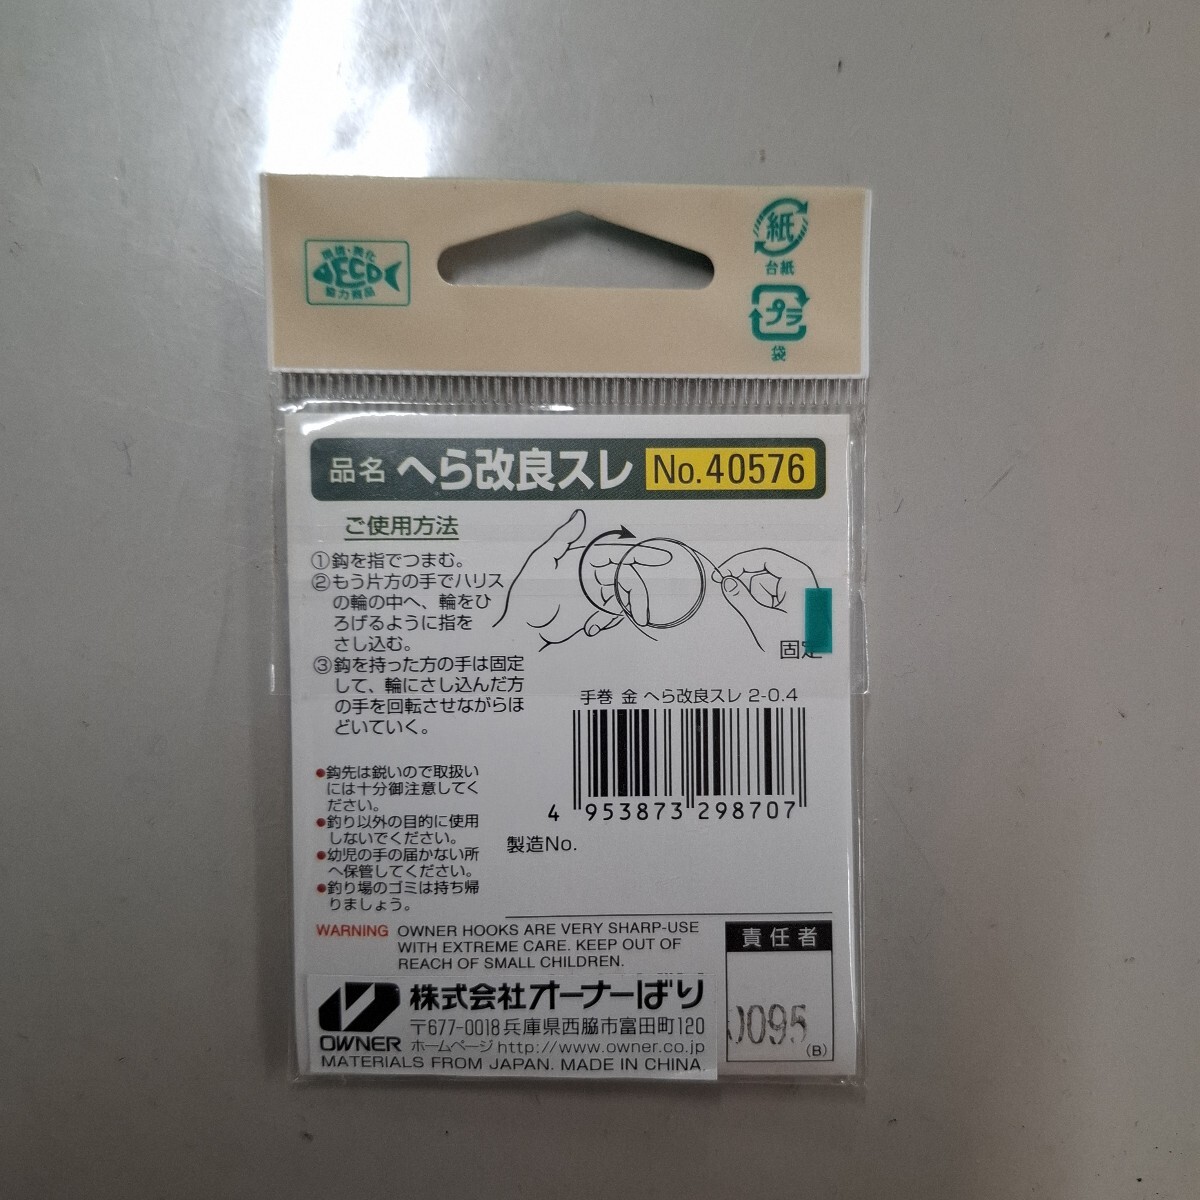 環境・美化
ECO
協力商品
紙
台紙
プラ
袋
品名 へら改良スレ No.40576
ご使用方法
①鈎を指でつまむ。
②もう片方の手でハリス
の輪の中へ、輪をひ
ろげるように指を
さし込む。
③鈎を持った方の手は固定
して、輪にさし込んだ方
の手を回転させながらほ
どいていく。
固定
手巻 金 へら改良スレ 2-0.4
4 953873 298707
製造No.
●鈎先は鋭いので取扱い
には十分御注意してく
ださい。
●釣り以外の目的に使用
しないでください。
●幼児の手の届かない所
へ保管してください。
●釣り場のゴミは持ち帰
りましょう。
WARNING OWNER HOOKS ARE VERY SHARP-USE
WITH EXTREME CARE. KEEP OUT OF
REACH OF SMALL CHILDREN.
責任者
0095
(B)
株式会社オーナーばり
〒677-0018兵庫県西脇市富田町120
OWNER ホームページ http://www.owner.co.jp
MATERIALS FROM JAPAN. MADE IN CHINA.